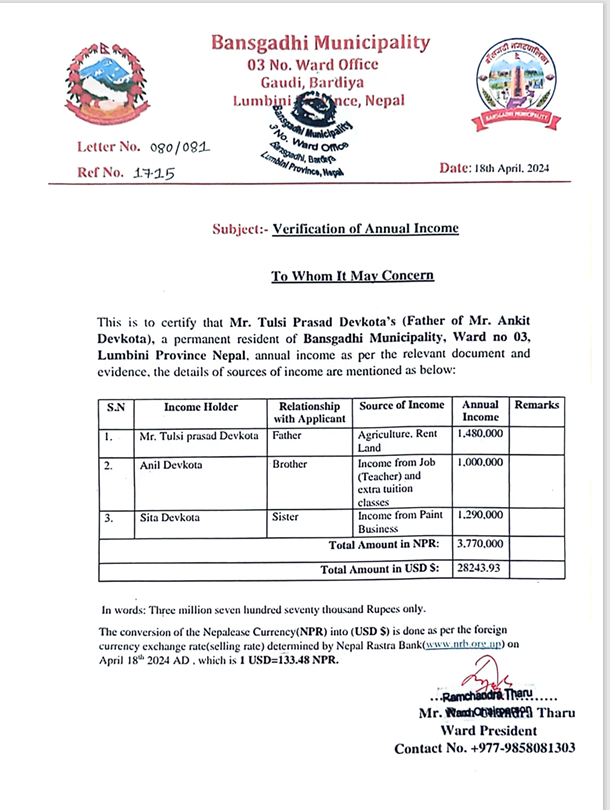 Bansgadhi Municipality
03 No. Ward Office
Gaudi, Bardiya
Lumbini Province, Nepal
Bansgadhi Municipality
3 No. Ward Office
Bansgadhi, Bardiya
Lumbini Province, Nepal
बाँसगढी नगरपालिका
BANSGADHI MUNICIPALITY
Letter No. 080/081
Ref No. 1715
Date: 18th April, 2024
Subject:- Verification of Annual Income
To Whom It May Concern
This is to certify that Mr. Tulsi Prasad Devkota's (Father of Mr. Ankit
Devkota), a permanent resident of Bansgadhi Municipality, Ward no 03,
Lumbini Province Nepal, annual income as per the relevant document and
evidence, the details of sources of income are mentioned as below:
S.N Income Holder Relationship with Applicant Source of Income Annual Income Remarks
1. Mr. Tulsi prasad Devkota Father Agriculture, Rent Land 1,480,000
2. Anil Devkota Brother Income from Job (Teacher) and extra tuition classes 1,000,000
3. Sita Devkota Sister Income from Paint Business 1,290,000
Total Amount in NPR: 3,770,000
Total Amount in USD $: 28243.93
In words: Three million seven hundred seventy thousand Rupees only.
The conversion of the Nepalease Currency(NPR) into (USD $) is done as per the foreign
currency exchange rate(selling rate) determined by Nepal Rastra Bank(www.nrb.org.np) on
April 18th 2024 AD , which is 1 USD=133.48 NPR.
Ramchandra Tharu
Mr. Tharu
Ward President
Contact No. +977-9858081303